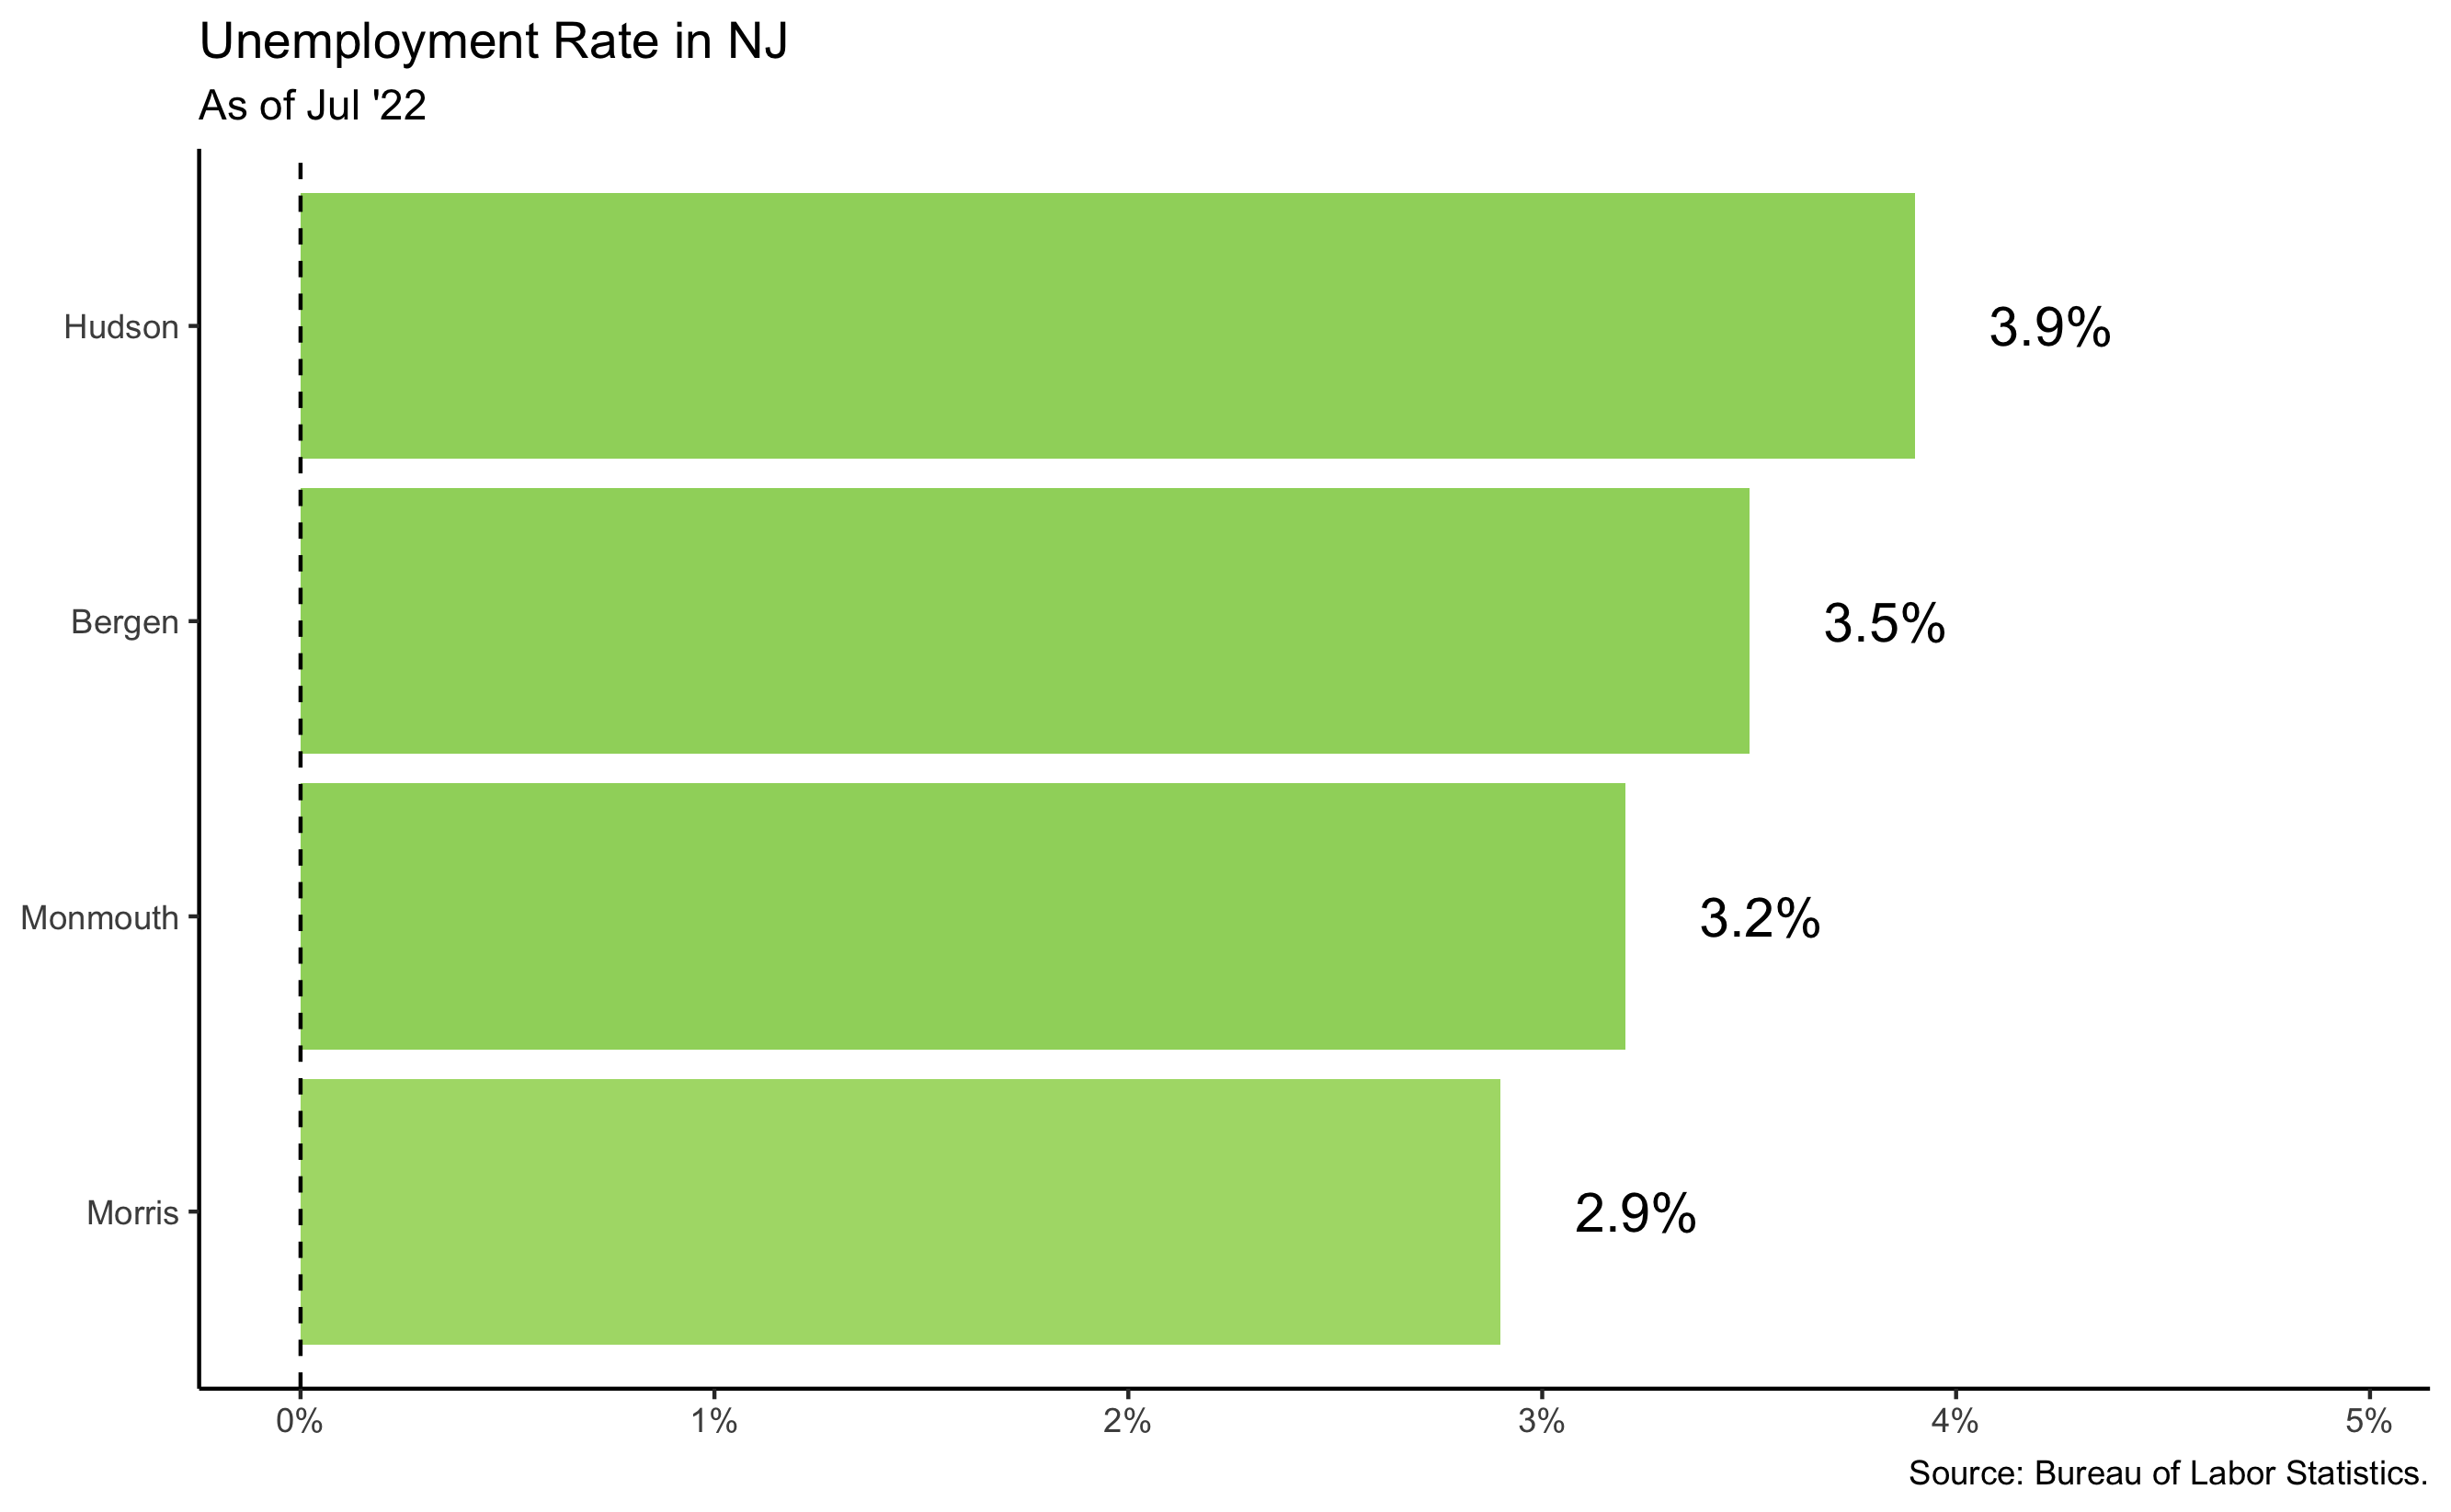 Unemployment Rate in NJ
As of Jul '22
Hudson
3.9%
Bergen
3.5%
Monmouth
3.2%
Morris
2.9%
0% 1% 2% 3% 4% 5%
Source: Bureau of Labor Statistics.